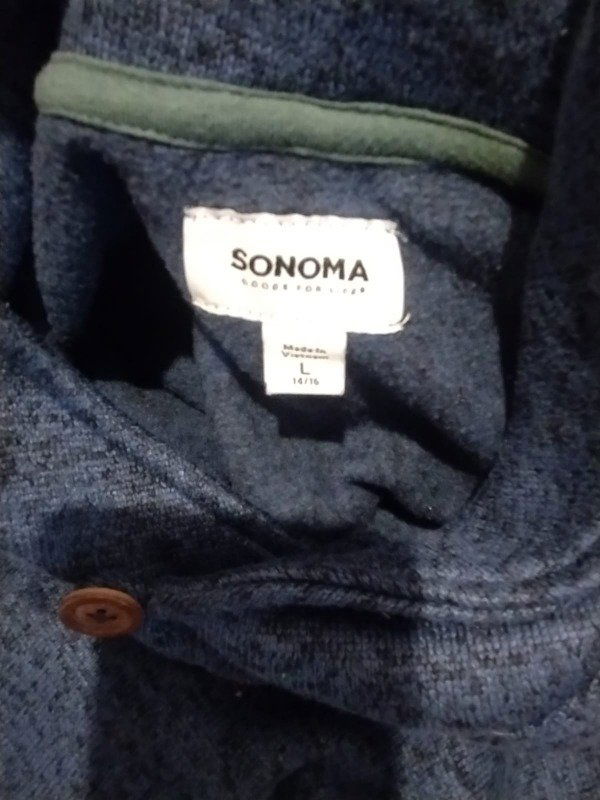 SONOMA
GOODS FOR LIFE®
Made in
Vietnam
L
14/16